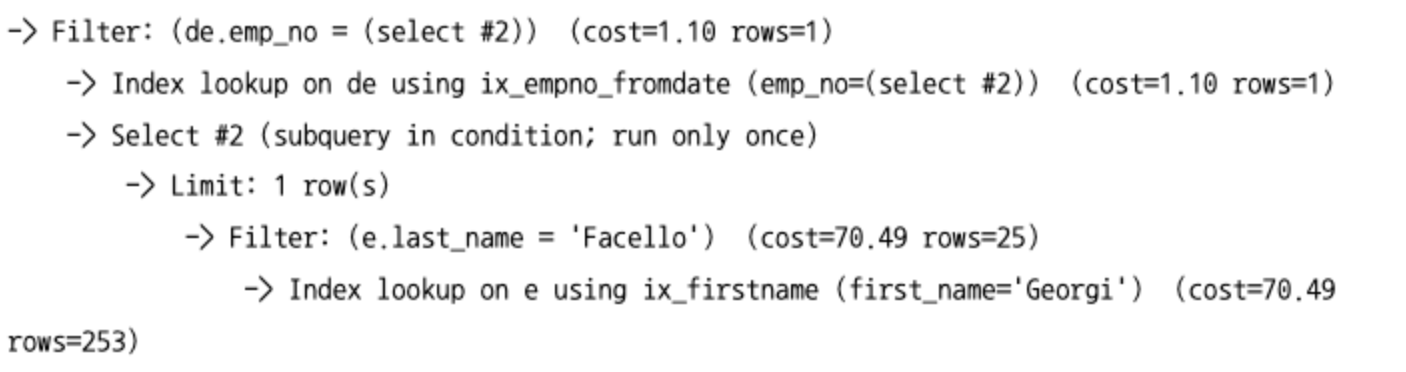 -> Filter: (de.emp_no = (select #2))  (cost=1.10 rows=1)
    -> Index lookup on de using ix_empno_fromdate (emp_no=(select #2))  (cost=1.10 rows=1)
    -> Select #2 (subquery in condition; run only once)
        -> Limit: 1 row(s)
            -> Filter: (e.last_name = 'Facello')  (cost=70.49 rows=25)
                -> Index lookup on e using ix_firstname (first_name='Georgi')  (cost=70.49
rows=253)